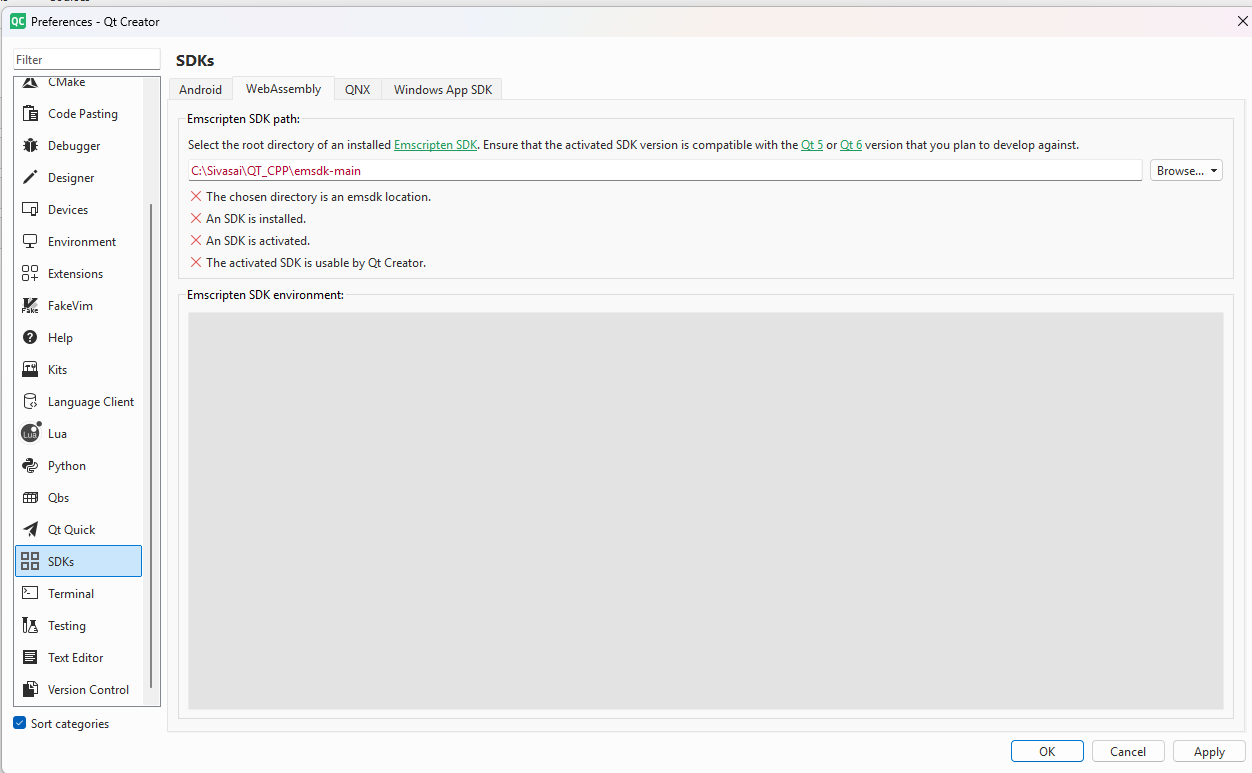 QC Preferences - Qt Creator
Filter
CMake
Code Pasting
Debugger
Designer
Devices
Environment
Extensions
FakeVim
Help
Kits
Language Client
Lua
Python
Qbs
Qt Quick
SDKs
Terminal
Testing
Text Editor
Version Control
Sort categories
SDKs
Android WebAssembly QNX Windows App SDK
Emscripten SDK path:
Select the root directory of an installed Emscripten SDK. Ensure that the activated SDK version is compatible with the Qt 5 or Qt 6 version that you plan to develop against.
C:\Sivasai\QT_CPP\emsdk-main Browse...
The chosen directory is an emsdk location.
An SDK is installed.
An SDK is activated.
The activated SDK is usable by Qt Creator.
Emscripten SDK environment:
OK Cancel Apply